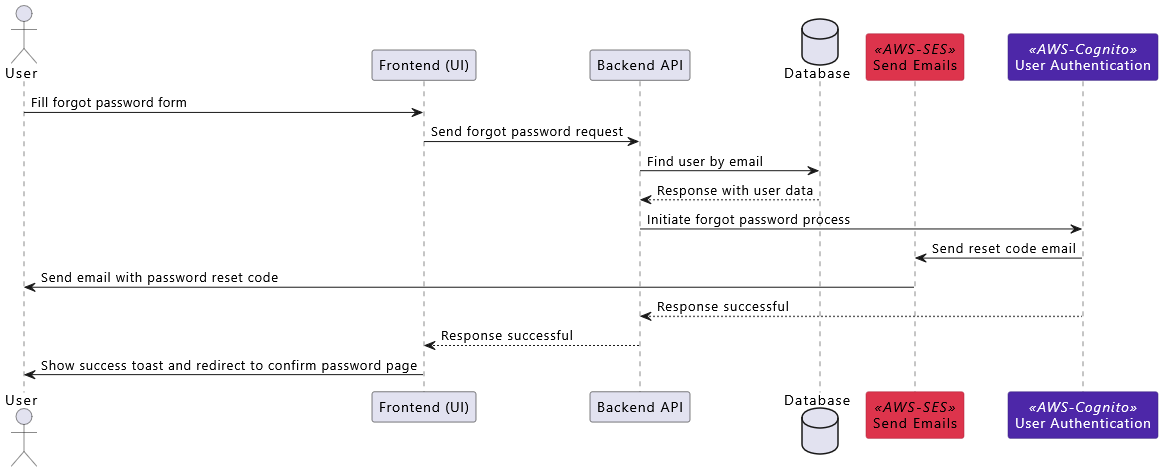 «AWS-SES»
«AWS-Cognito»
User
Frontend (UI)
Backend API
Database
Send Emails
User Authentication
Fill forgot password form
Send forgot password request
Find user by email
Response with user data
Initiate forgot password process
Send reset code email
Send email with password reset code
Response successful
Response successful
Show success toast and redirect to confirm password page
User
Frontend (UI)
Backend API
Database
«AWS-SES»
Send Emails
«AWS-Cognito»
User Authentication